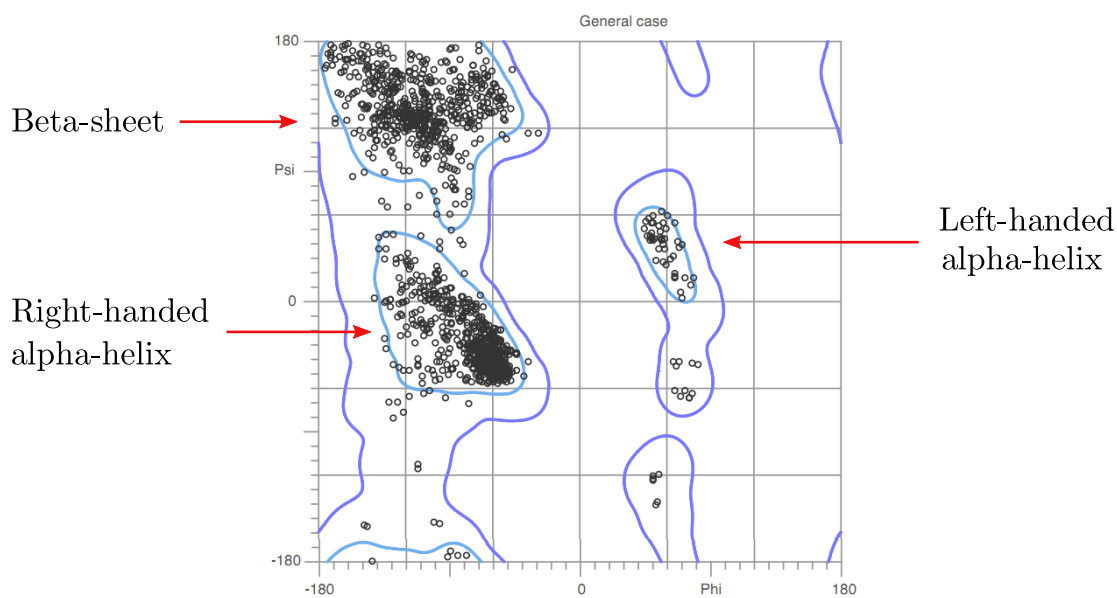 General case
180
Beta-sheet
Psi
Left-handed
alpha-helix
0
Right-handed
alpha-helix
-180
-180
0
Phi
180